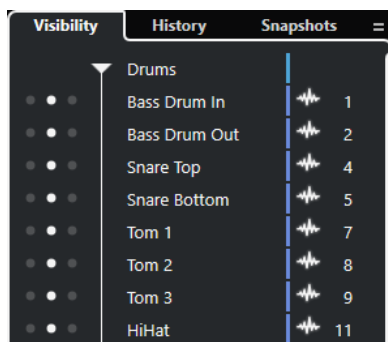 Visibility History Snapshots
Drums
Bass Drum In 1
Bass Drum Out 2
Snare Top 4
Snare Bottom 5
Tom 1 7
Tom 2 8
Tom 3 9
HiHat 11